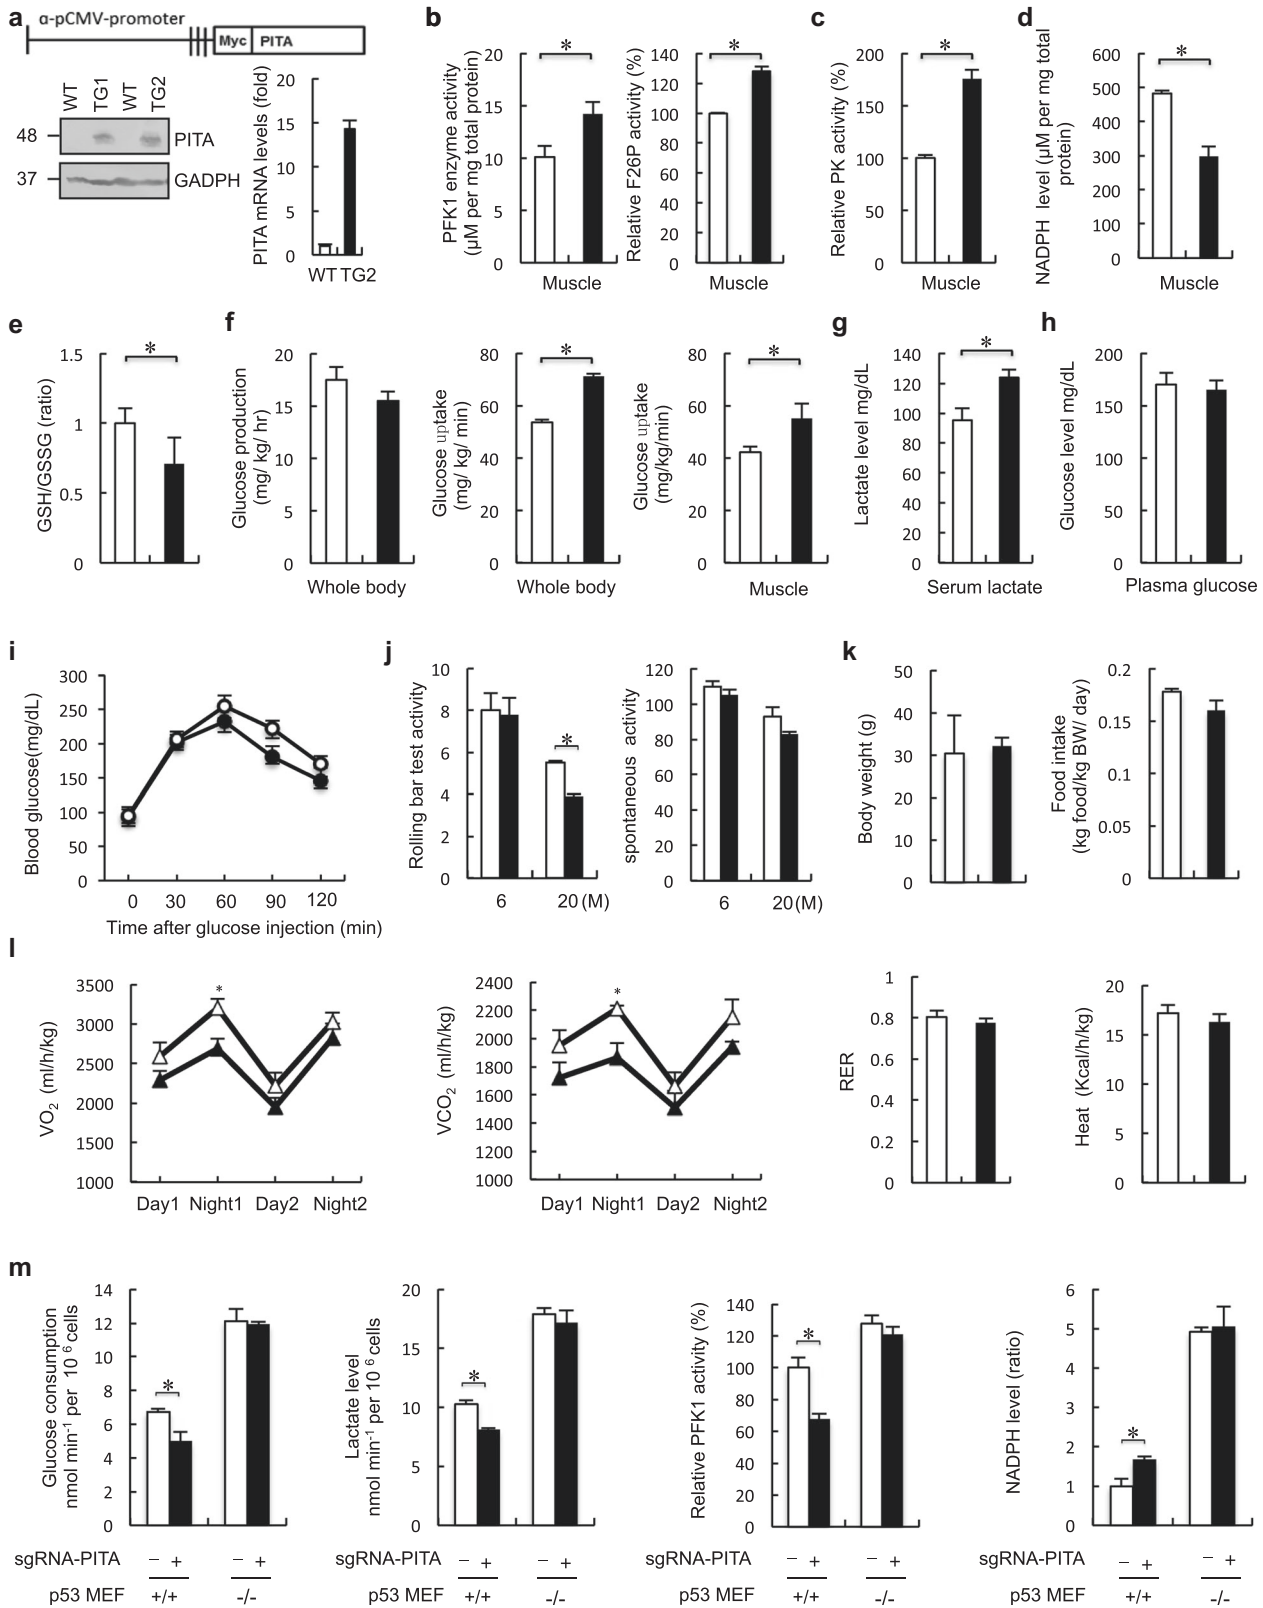 a
α-pCMV-promoter
Myc PITA
WT TG1 WT TG2
48 PITA
37 GADPH
PITA mRNA levels (fold)
20
15
10
5
0
WT TG2
b
PFK1 enzyme activity
(μM per mg total protein)
20
15
10
5
0
*
Muscle
Relative F26P activity (%)
140
120
100
80
60
40
20
0
*
Muscle
c
Relative PK activity (%)
200
150
100
50
0
*
Muscle
d
NADPH level (μM per mg total
protein)
600
500
400
300
200
100
0
*
Muscle
e
GSH/GSSG (ratio)
1.5
1
0.5
0
*
f
Glucose production
(mg/ kg/ hr)
20
15
10
5
0
Whole body
Glucose uptake
(mg/ kg/ min)
80
60
40
20
0
*
Whole body
Glucose uptake
(mg/kg/min)
80
60
40
20
0
*
Muscle
g
Lactate level mg/dL
140
120
100
80
60
40
20
0
*
Serum lactate
h
Glucose level mg/dL
200
150
100
50
0
Plasma glucose
i
Blood glucose(mg/dL)
300
250
200
150
100
50
0
0 30 60 90 120
Time after glucose injection (min)
j
Rolling bar test activity
10
8
6
4
2
0
*
6 20 (M)
spontaneous activity
120
100
80
60
40
20
0
6 20 (M)
k
Body weight (g)
50
40
30
20
10
0
Food intake
(kg food/kg BW/ day)
0.2
0.15
0.1
0.05
0
l
VO2 (ml/h/kg)
3500
3000
2500
2000
1500
1000
*
Day1 Night1 Day2 Night2
VCO2 (ml/h/kg)
2400
2200
2000
1800
1600
1400
1200
1000
*
Day1 Night1 Day2 Night2
RER
1
0.8
0.6
0.4
0.2
0
Heat (Kcal/h/kg)
20
15
10
5
0
m
Glucose consumption
nmol min-1 per 10 6 cells
14
12
10
8
6
4
2
0
*
Lactate level
nmol min-1 per 10 6 cells
20
15
10
5
0
*
Relative PFK1 activity (%)
140
120
100
80
60
40
20
0
*
NADPH level (ratio)
6
5
4
3
2
1
0
*
sgRNA-PITA − + − +
p53 MEF +/+ -/-
− + − +
p53 MEF +/+ -/-
sgRNA-PITA − + − +
p53 MEF +/+ -/-
sgRNA-PITA − + − +
p53 MEF +/+ -/-